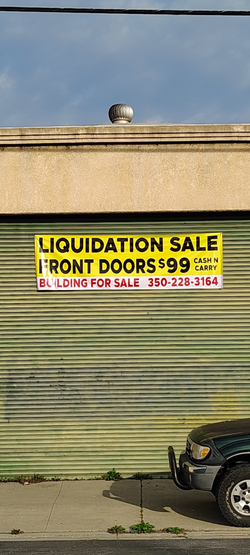 LIQUIDATION SALE
FRONT DOORS $99 CASH N CARRY
BUILDING FOR SALE 350-228-3164